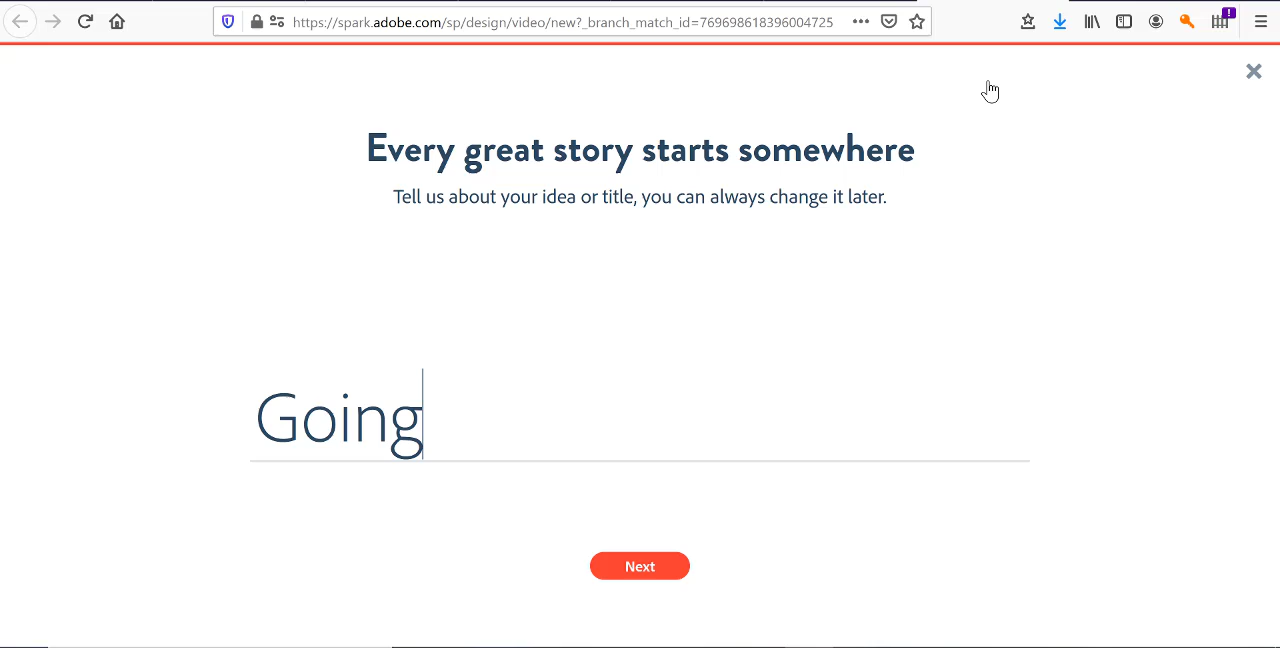 https://spark.adobe.com/sp/design/video/new?_branch_match_id=769698618396004725
Every great story starts somewhere
Tell us about your idea or title, you can always change it later.
Going
Next